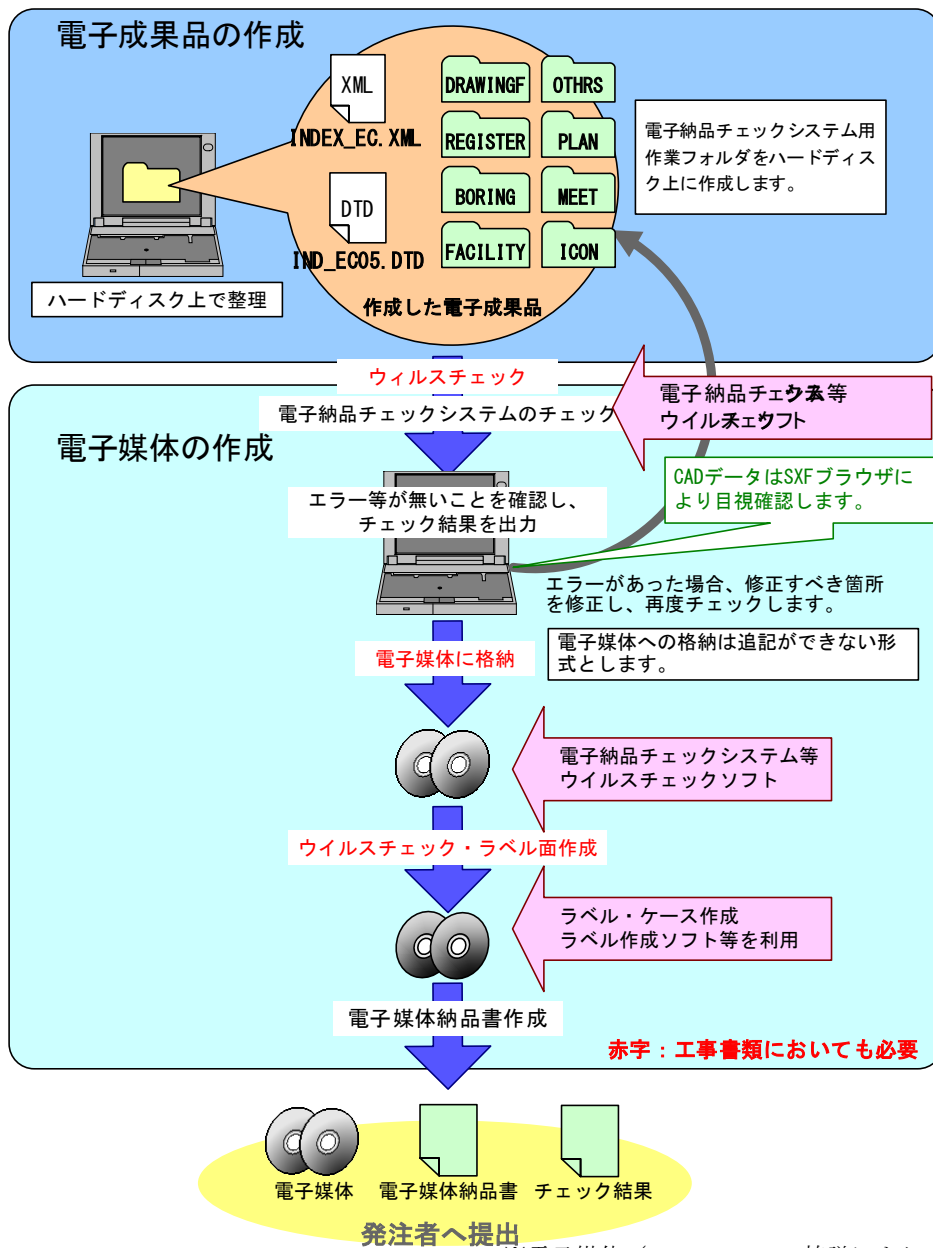 電子成果品の作成
XML
INDEX_EC.XML
DTD
IND_EC05.DTD
DRAWINGF
OTHRS
REGISTER
PLAN
BORING
MEET
FACILITY
ICON
作成した電子成果品
ハードディスク上で整理
電子納品チェックシステム用
作業フォルダをハードディス
ク上に作成します。
ウィルスチェック
電子納品チェックシステムのチェック
電子納品チェ
等
ウイル
フト
電子媒体の作成
CADデータはSXFブラウザに
より目視確認します。
エラー等が無いことを確認し、
チェック結果を出力
エラーがあった場合、修正すべき箇所
を修正し、再度チェックします。
電子媒体に格納
電子媒体への格納は追記ができない形
式とします。
電子納品チェックシステム等
ウイルスチェックソフト
ウイルスチェック・ラベル面作成
ラベル・ケース作成
ラベル作成ソフト等を利用
電子媒体納品書作成
赤字：工事書類においても必要
電子媒体
電子媒体納品書
チェック結果
発注者へ提出